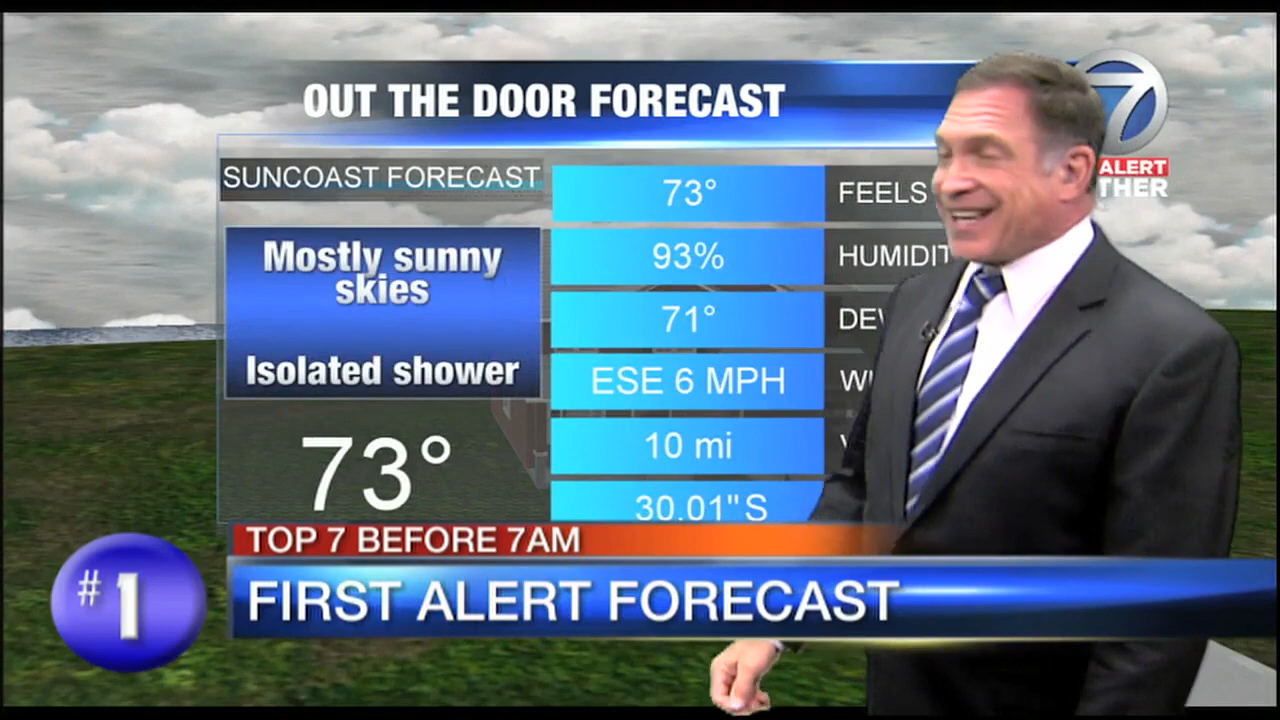 OUT THE DOOR FORECAST
7
ALERT
SUNCOAST FORECAST
Mostly sunny
skies
Isolated shower
73°
73° FEELS
93%
71°
ESE 6 MPH
10 mi
30.01" S
TOP 7 BEFORE 7AM
#1
FIRST ALERT FORECAST